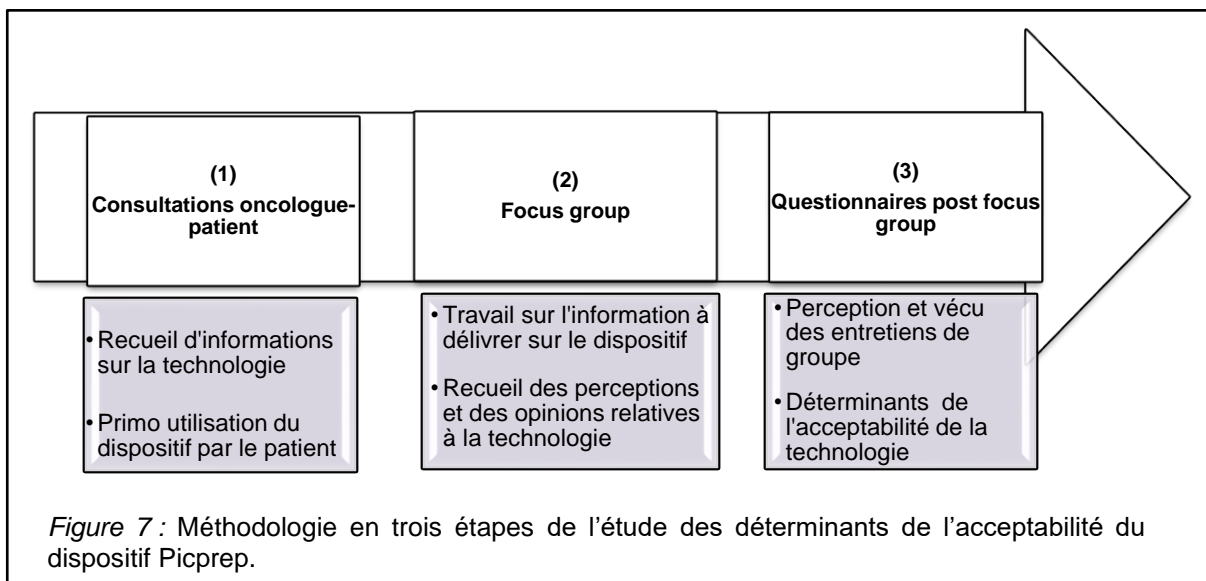 (1)
Consultations oncologue-
patient
(2)
Focus group
(3)
Questionnaires post focus
group
• Recueil d'informations
sur la technologie
• Primo utilisation du
dispositif par le patient
• Travail sur l'information à
délivrer sur le dispositif
• Recueil des perceptions
et des opinions relatives
à la technologie
• Perception et vécu
des entretiens de
groupe
• Déterminants de
l'acceptabilité de la
technologie
Figure 7 : Méthodologie en trois étapes de l’étude des déterminants de l’acceptabilité du
dispositif Picprep.